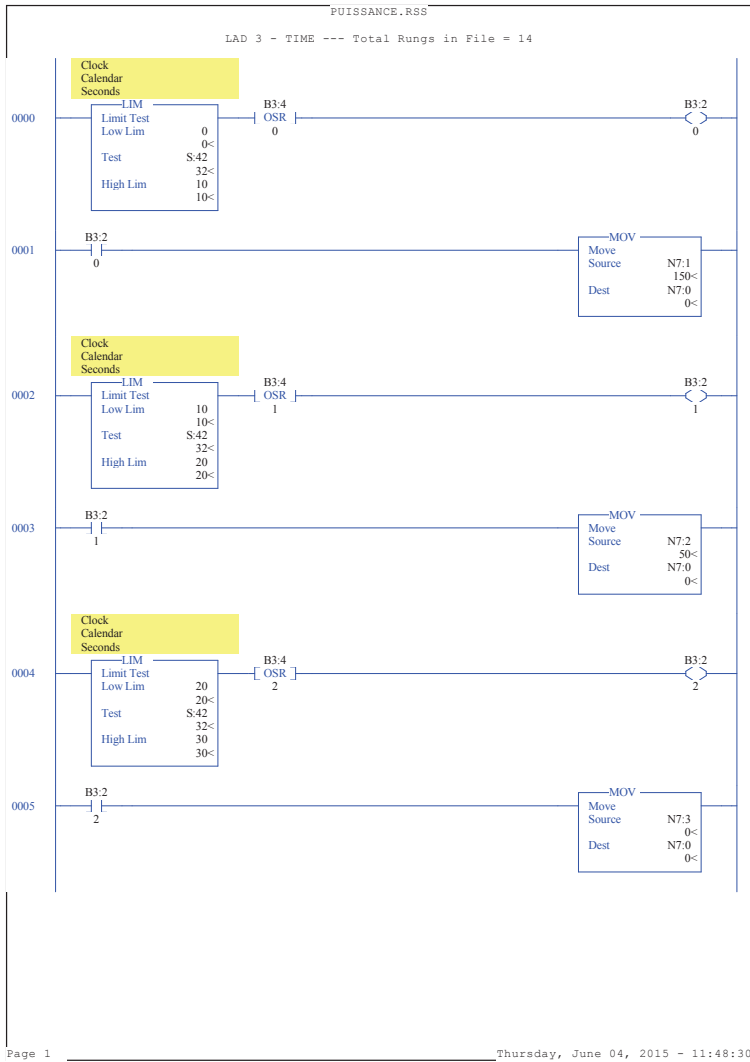 PUISSANCE.RSS
LAD 3 - TIME --- Total Rungs in File = 14
Clock
Calendar
Seconds
0000
LIM
Limit Test
Low Lim 0
0<
Test S:42
32<
High Lim 10
10<
B3:4
OSR
0
B3:2
0
0001
B3:2
0
MOV
Move
Source N7:1
150<
Dest N7:0
0<
Clock
Calendar
Seconds
0002
LIM
Limit Test
Low Lim 10
10<
Test S:42
32<
High Lim 20
20<
B3:4
OSR
1
B3:2
1
0003
B3:2
1
MOV
Move
Source N7:2
50<
Dest N7:0
0<
Clock
Calendar
Seconds
0004
LIM
Limit Test
Low Lim 20
20<
Test S:42
32<
High Lim 30
30<
B3:4
OSR
2
B3:2
2
0005
B3:2
2
MOV
Move
Source N7:3
0<
Dest N7:0
0<
Page 1
Thursday, June 04, 2015 - 11:48:30